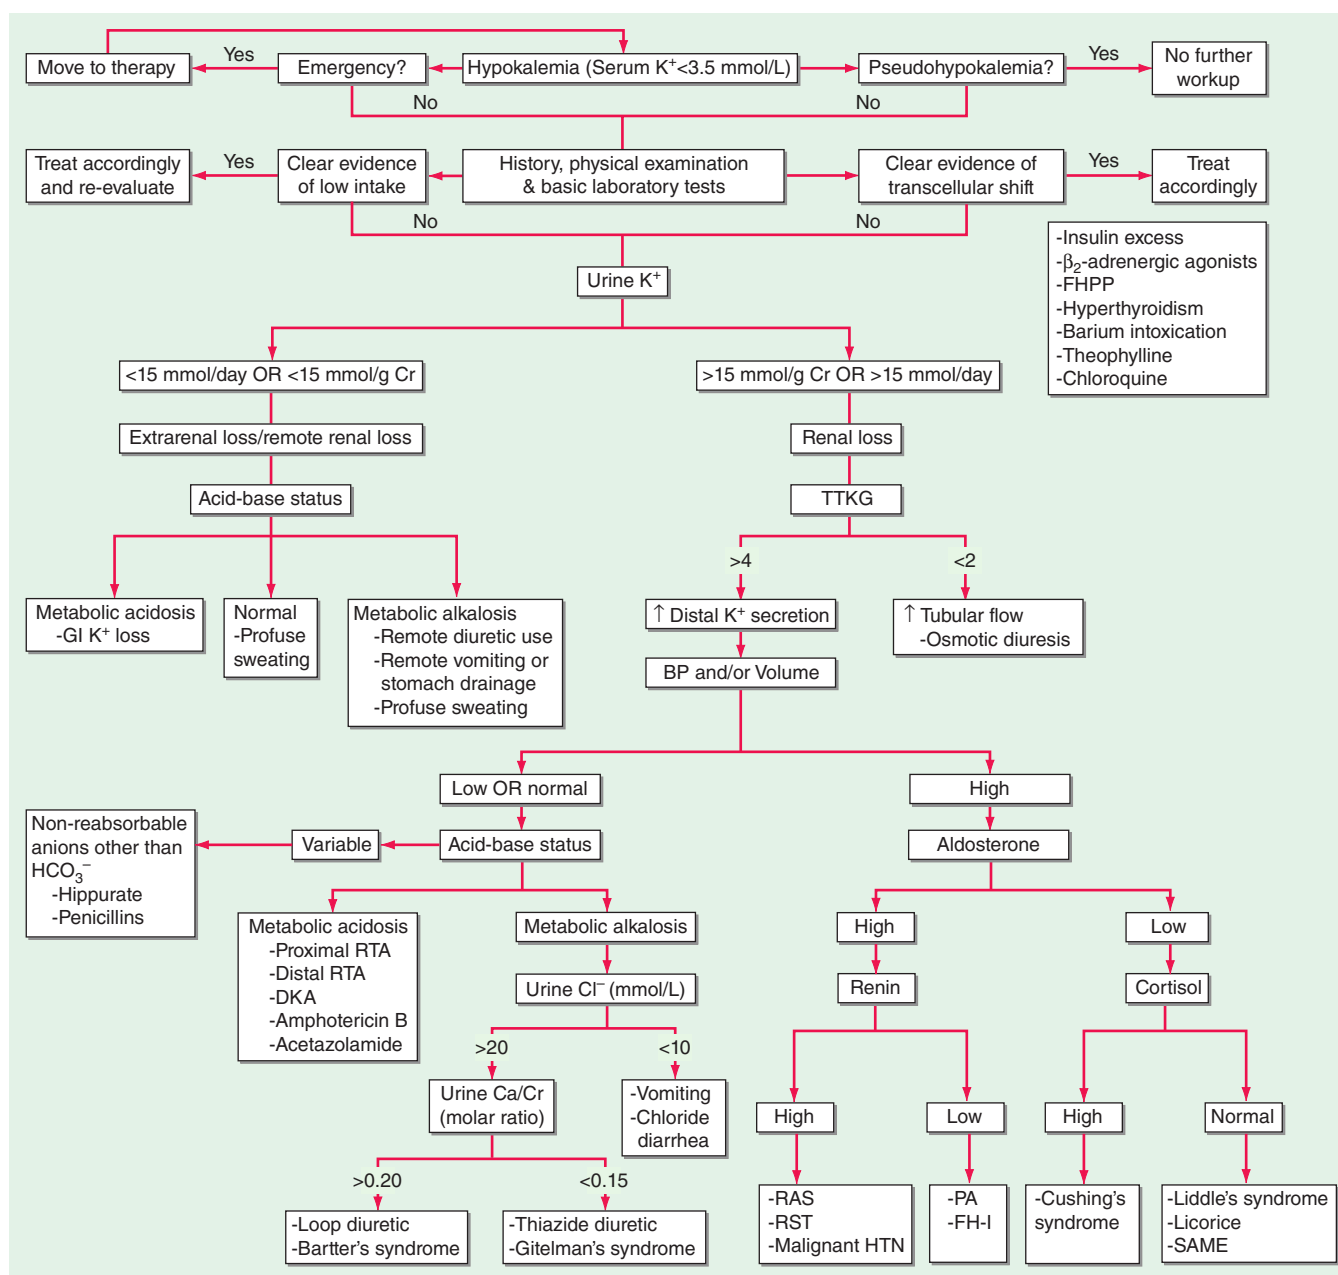 Move to therapy
Yes
Emergency?
Hypokalemia (Serum K⁺<3.5 mmol/L)
Pseudohypokalemia?
Yes
No further
workup
No
No
Treat accordingly
and re-evaluate
Yes
Clear evidence
of low intake
History, physical examination
& basic laboratory tests
Clear evidence of
transcellular shift
Yes
Treat
accordingly
No
No
-Insulin excess
-β₂-adrenergic agonists
-FHPP
-Hyperthyroidism
-Barium intoxication
-Theophylline
-Chloroquine
Urine K⁺
<15 mmol/day OR <15 mmol/g Cr
>15 mmol/g Cr OR >15 mmol/day
Extrarenal loss/remote renal loss
Renal loss
Acid-base status
TTKG
>4
<2
Metabolic acidosis
-GI K⁺ loss
Normal
-Profuse
sweating
Metabolic alkalosis
-Remote diuretic use
-Remote vomiting or
stomach drainage
-Profuse sweating
↑ Distal K⁺ secretion
↑ Tubular flow
-Osmotic diuresis
BP and/or Volume
Low OR normal
High
Non-reabsorbable
anions other than
HCO₃⁻
-Hippurate
-Penicillins
Variable
Acid-base status
Aldosterone
Metabolic acidosis
-Proximal RTA
-Distal RTA
-DKA
-Amphotericin B
-Acetazolamide
Metabolic alkalosis
High
Low
Urine Cl⁻ (mmol/L)
Renin
Cortisol
>20
<10
Urine Ca/Cr
(molar ratio)
-Vomiting
-Chloride
diarrhea
High
Low
High
Normal
>0.20
<0.15
-Loop diuretic
-Bartter's syndrome
-Thiazide diuretic
-Gitelman's syndrome
-RAS
-RST
-Malignant HTN
-PA
-FH-I
-Cushing's
syndrome
-Liddle's syndrome
-Licorice
-SAME